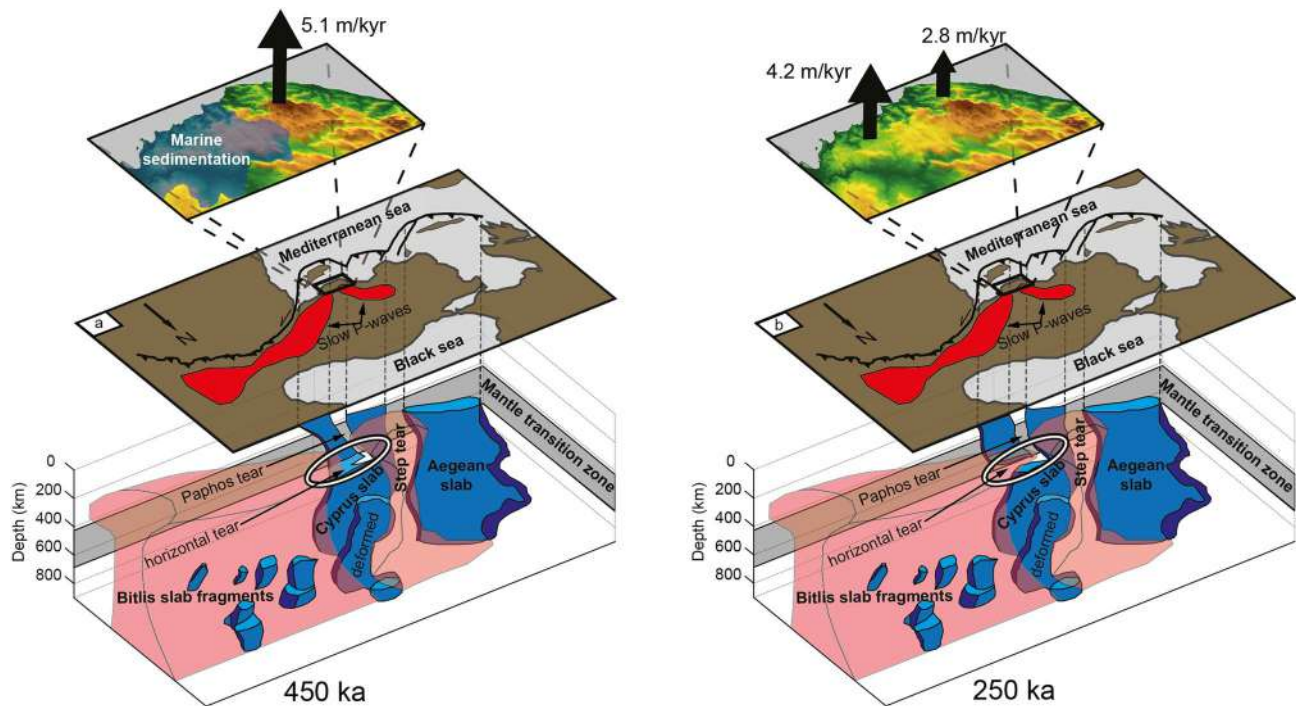 5.1 m/kyr
Marine
sedimentation
Mediterranean sea
a
N
Slow P-waves
Black sea
Mantle transition zone
0
200
400
600
800
Depth (km)
Paphos tear
horizontal tear
Cyprus slab
deformed
Step tear
Aegean
slab
Bitlis slab fragments
450 ka
2.8 m/kyr
4.2 m/kyr
Mediterranean sea
b
N
Slow P-waves
Black sea
Mantle transition zone
0
200
400
600
800
Depth (km)
Paphos tear
horizontal tear
Cyprus slab
deformed
Step tear
Aegean
slab
Bitlis slab fragments
250 ka